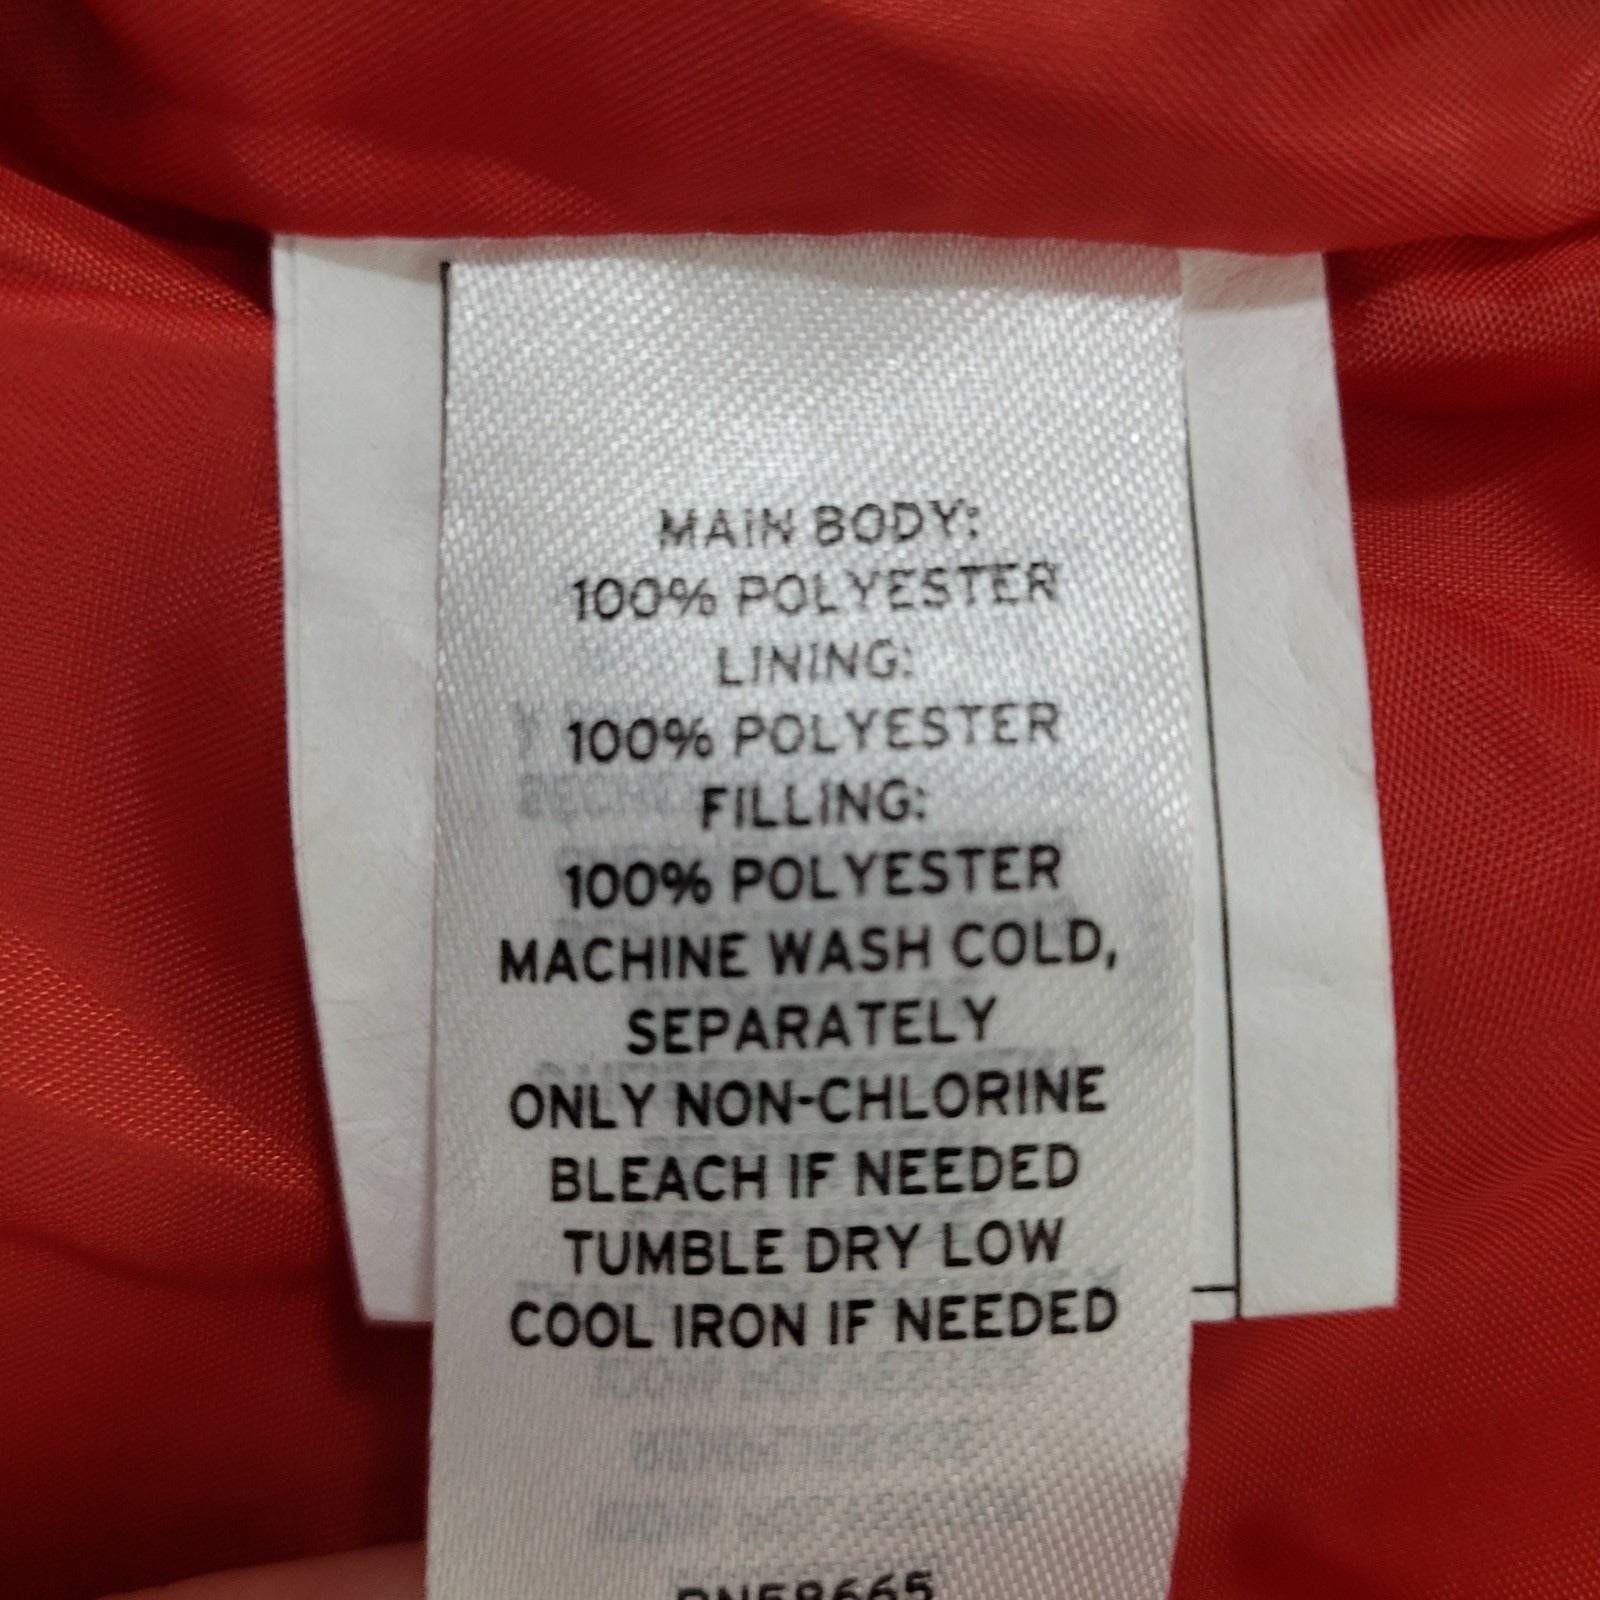 MAIN BODY:
100% POLYESTER
LINING:
100% POLYESTER
FILLING:
100% POLYESTER
MACHINE WASH COLD,
SEPARATELY
ONLY NON-CHLORINE
BLEACH IF NEEDED
TUMBLE DRY LOW
COOL IRON IF NEEDED
RN58665